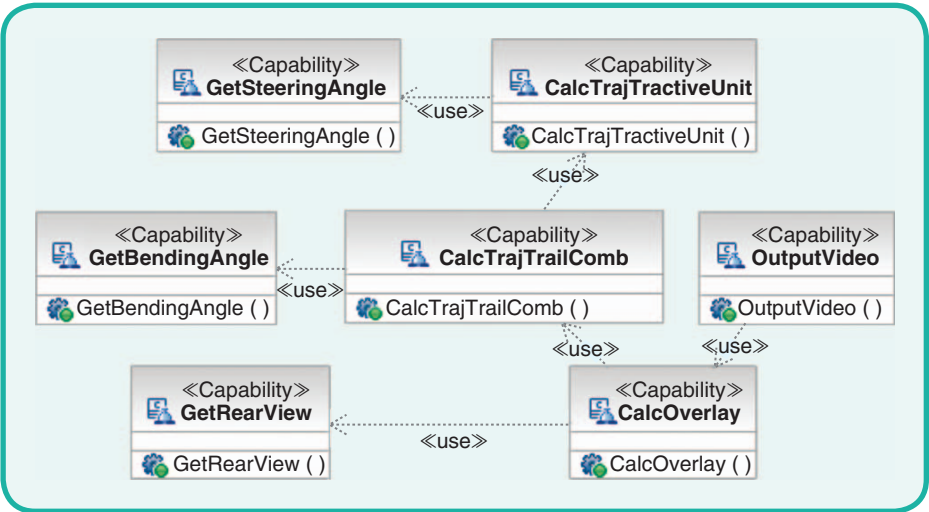 ≪Capability≫
GetSteeringAngle
GetSteeringAngle ( )
≪use≫
≪Capability≫
CalcTrajTractiveUnit
CalcTrajTractiveUnit ( )
≪use≫
≪Capability≫
GetBendingAngle
GetBendingAngle ( )
≪use≫
≪Capability≫
CalcTrajTrailComb
CalcTrajTrailComb ( )
≪Capability≫
OutputVideo
OutputVideo ( )
≪use≫
≪use≫
≪Capability≫
GetRearView
GetRearView ( )
≪use≫
≪Capability≫
CalcOverlay
CalcOverlay ( )